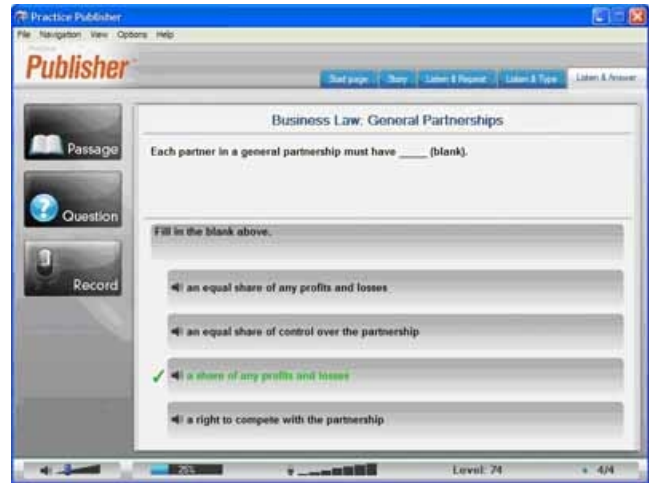 Practice Publisher
File Navigation View Options Help
Publisher
Start page Story Listen & Repeat Listen & Type Listen & Answer
Business Law: General Partnerships
Passage
Each partner in a general partnership must have _____ (blank).
Question
Fill in the blank above.
Record
an equal share of any profits and losses
an equal share of control over the partnership
a share of any profits and losses
a right to compete with the partnership
25% Level: 74 4/4